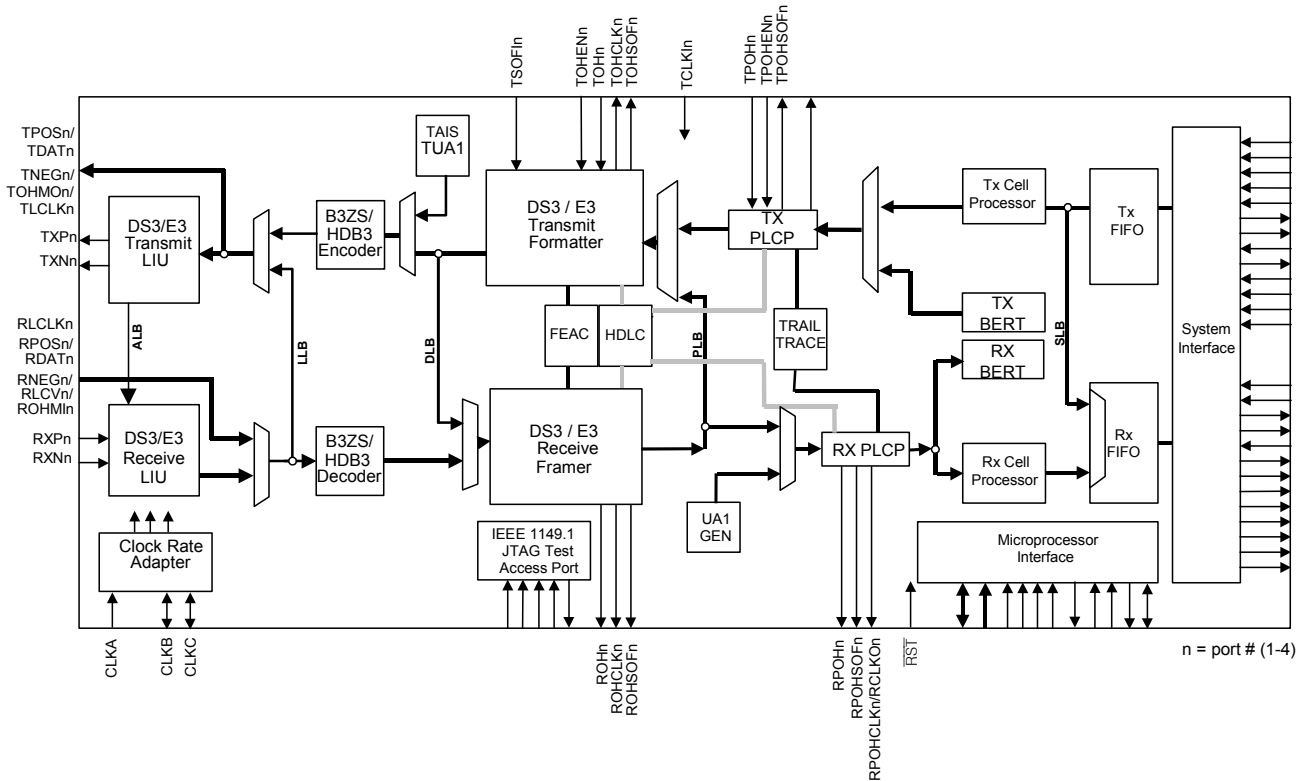 TSOFIn
TOHENn
TOHn
TOHCLKn
TOHSOFn
TCLKIn
TPOHn
TPOHENn
TPOHSOFn
TPOSn/
TDATn
TNEGn/
TOHMOn/
TLCLKn
TXPn
TXNn
RLCLKn
RPOSn/
RDATn
RNEGn/
RLCVn/
ROHMIn
RXPn
RXNn
DS3/E3
Transmit
LIU
ALB
DS3/E3
Receive
LIU
Clock Rate
Adapter
LLB
B3ZS/
HDB3
Encoder
B3ZS/
HDB3
Decoder
TAIS
TUA1
DLB
DS3 / E3
Transmit
Formatter
FEAC
HDLC
DS3 / E3
Receive
Framer
IEEE 1149.1
JTAG Test
Access Port
PLB
UA1
GEN
TX
PLCP
TRAIL
TRACE
RX PLCP
Tx Cell
Processor
TX
BERT
RX
BERT
Rx Cell
Processor
SLB
Tx
FIFO
Rx
FIFO
System
Interface
Microprocessor
Interface
CLKA
CLKB
CLKC
ROHn
ROHCLKn
ROHSOFn
RPOHn
RPOHSOFn
RPOHCLKn/RCLKOn
RST
n = port # (1-4)